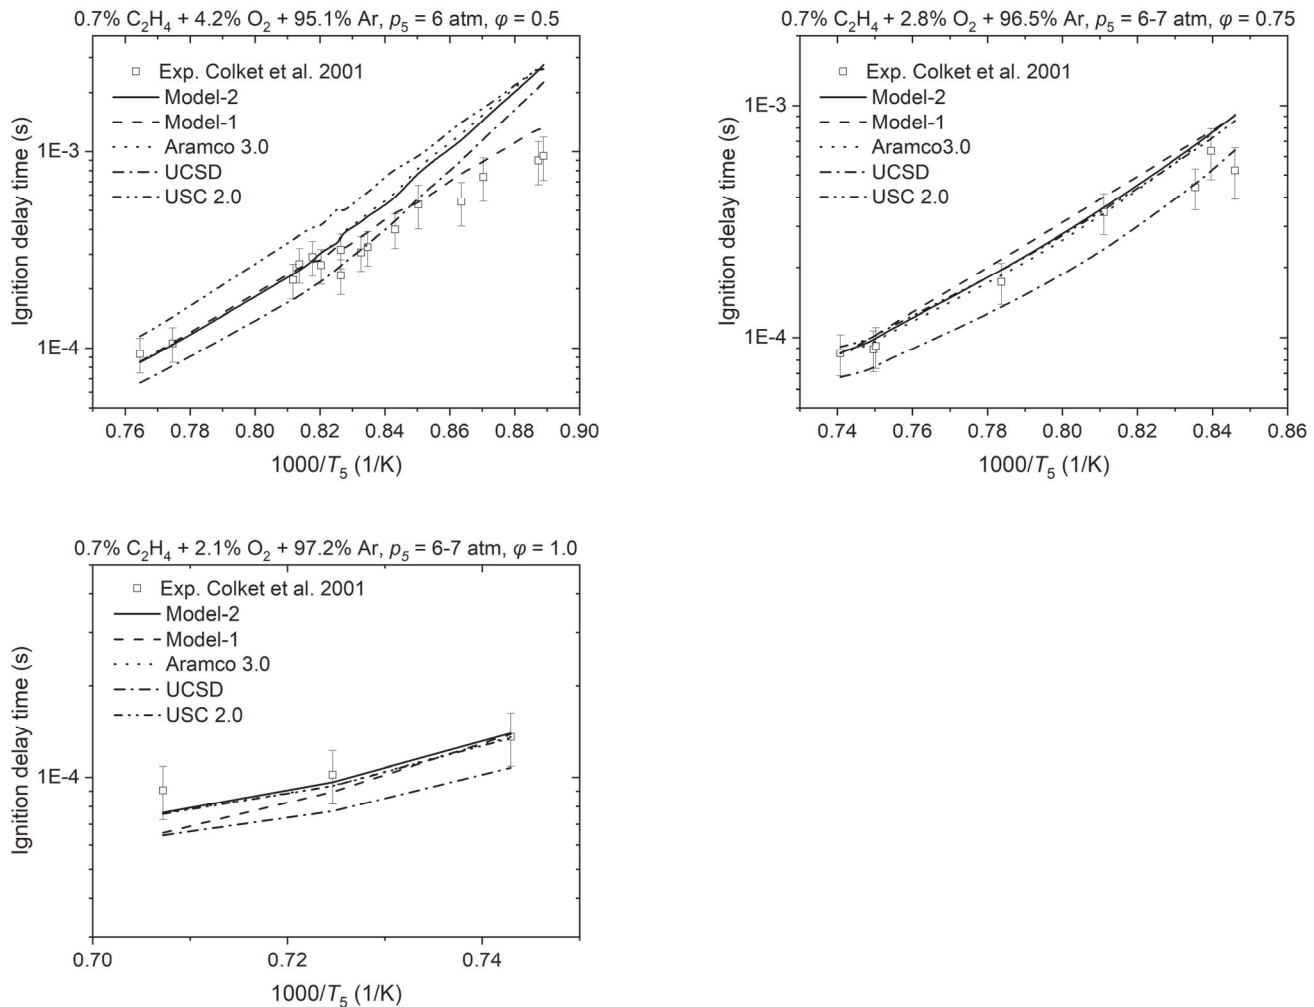 0.7% C₂H₄ + 4.2% O₂ + 95.1% Ar, p₅ = 6 atm, φ = 0.5
Exp. Colket et al. 2001
Model-2
Model-1
Aramco 3.0
UCSD
USC 2.0
1E-3
1E-4
Ignition delay time (s)
0.76 0.78 0.80 0.82 0.84 0.86 0.88 0.90
1000/T₅ (1/K)
0.7% C₂H₄ + 2.8% O₂ + 96.5% Ar, p₅ = 6-7 atm, φ = 0.75
Exp. Colket et al. 2001
Model-2
Model-1
Aramco3.0
UCSD
USC 2.0
1E-3
1E-4
Ignition delay time (s)
0.74 0.76 0.78 0.80 0.82 0.84 0.86
1000/T₅ (1/K)
0.7% C₂H₄ + 2.1% O₂ + 97.2% Ar, p₅ = 6-7 atm, φ = 1.0
Exp. Colket et al. 2001
Model-2
Model-1
Aramco 3.0
UCSD
USC 2.0
1E-4
Ignition delay time (s)
0.70 0.72 0.74
1000/T₅ (1/K)